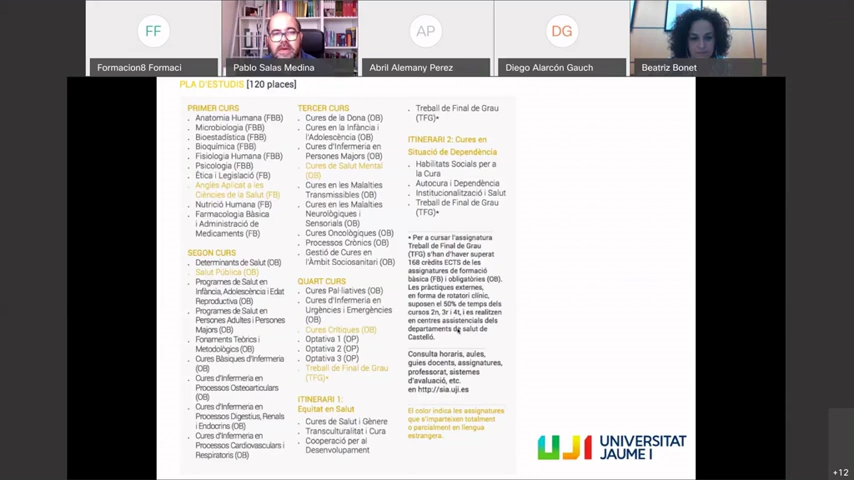 FF
AP
DG
Formacion8 Formaci
Pablo Salas Medina
Abril Alemany Perez
Diego Alarcón Gauch
Beatriz Bonet
PLA D'ESTUDIS [120 places]
PRIMER CURS
. Anatomia Humana (FBB)
. Microbiologia (FBB)
. Bioestadística (FBB)
. Bioquímica (FBB)
. Fisiologia Humana (FBB)
. Psicologia (FBB)
. Ètica i Legislació (FB)
. Anglès Aplicat a les
Ciències de la Salut (FB)
. Nutrició Humana (FB)
. Farmacologia Bàsica
i Administració de
Medicaments (FB)
SEGON CURS
. Determinants de Salut (OB)
. Salut Pública (OB)
. Programes de Salut en
Infància, Adolescència i Edat
Reproductiva (OB)
. Programes de Salut en
Persones Adultes i Persones
Majors (OB)
. Fonaments Teòrics i
Metodològics (OB)
. Cures Bàsiques d'Infermeria
(OB)
. Cures d'Infermeria en
Processos Osteoarticulars
(OB)
. Cures d'Infermeria en
Processos Digestius, Renals
i Endocrins (OB)
. Cures d'Infermeria en
Processos Cardiovasculars i
Respiratoris (OB)
TERCER CURS
. Cures de la Dona (OB)
. Cures en la Infància i
l'Adolescència (OB)
. Cures d'Infermeria en
Persones Majors (OB)
. Cures de Salut Mental
(OB)
. Cures en les Malalties
Transmissibles (OB)
. Cures en les Malalties
Neurològiques i
Sensorials (OB)
. Cures Oncològiques (OB)
. Processos Crònics (OB)
. Gestió de Cures en
l'Àmbit Sociosanitari (OB)
QUART CURS
. Cures Pal·liatives (OB)
. Cures d'Infermeria en
Urgències i Emergències
(OB)
. Cures Crítiques (OB)
. Optativa 1 (OP)
. Optativa 2 (OP)
. Optativa 3 (OP)
. Treball de Final de Grau
(TFG)*
ITINERARI 1:
Equitat en Salut
. Cures de Salut i Gènere
. Transculturalitat i Cura
. Cooperació per al
Desenvolupament
. Treball de Final de Grau
(TFG)*
ITINERARI 2: Cures en
Situació de Dependència
. Habilitats Socials per a
la Cura
. Autocura i Dependència
. Institucionalització i Salut
. Treball de Final de Grau
(TFG)*
* Per a cursar l'assignatura
Treball de Final de Grau
(TFG) s'han d'haver superat
168 crèdits ECTS de les
assignatures de formació
bàsica (FB) i obligatòries (OB).
Les pràctiques externes,
en forma de rotatori clínic,
suposen el 50% de temps dels
cursos 2n, 3r i 4t, i es realitzen
en centres assistencials dels
departaments de salut de
Castelló.
Consulta horaris, aules,
guies docents, assignatures,
professorat, sistemes
d'avaluació, etc.
en http://sia.uji.es
El color indica les assignatures
que s'imparteixen totalment
o parcialment en llengua
estrangera.
UJI UNIVERSITAT
JAUME I
+12